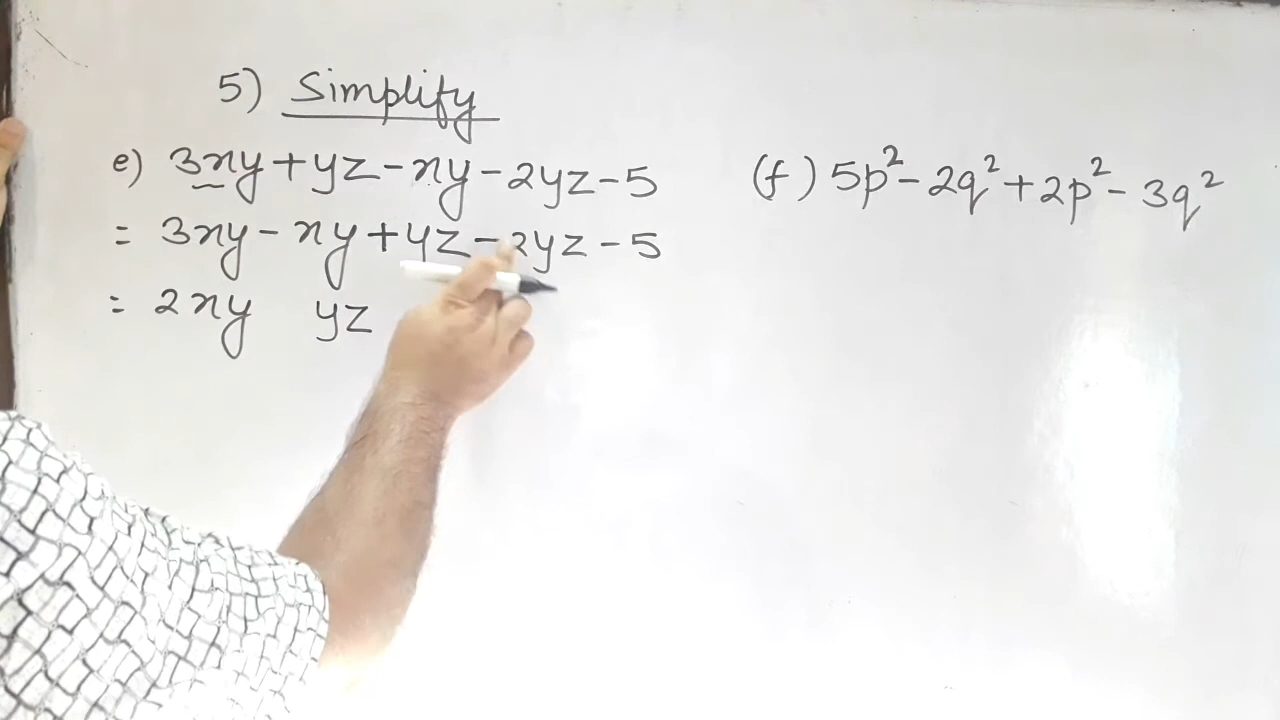 5) Simplify
e) 3xy+yz-xy-2yz-5
= 3xy-xy+yz-2yz-5
= 2xy yz
(f) 5p²-2q²+2p²-3q²